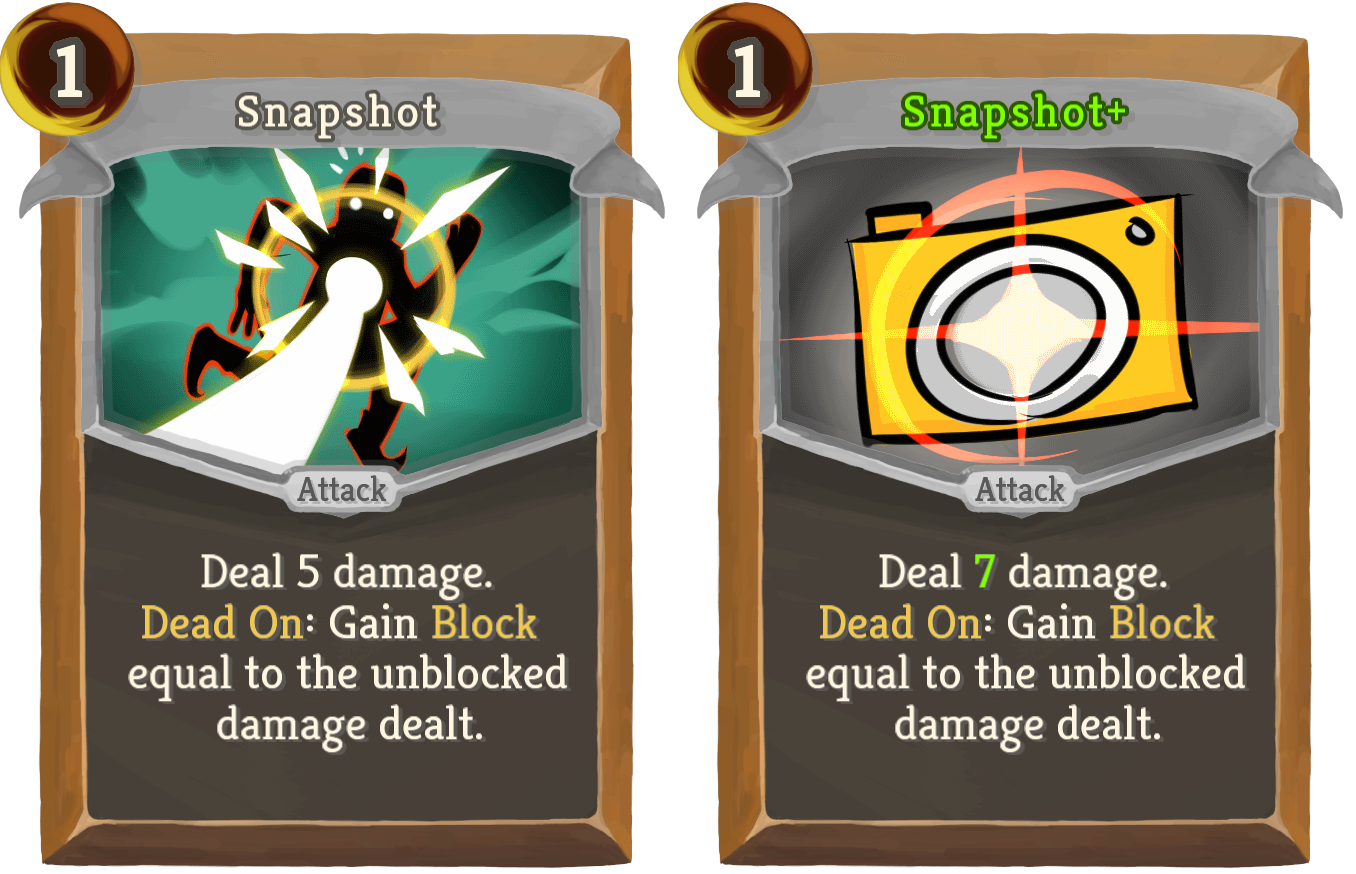 1
Snapshot
Attack
Deal 5 damage.
Dead On: Gain Block
equal to the unblocked
damage dealt.
1
Snapshot+
Attack
Deal 7 damage.
Dead On: Gain Block
equal to the unblocked
damage dealt.